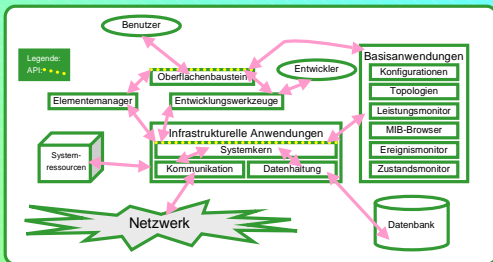 Benutzer
Legende:
API:
Oberflächenbaustein
Entwickler
Basisanwendungen
Konfigurationen
Topologien
Leistungsmonitor
MIB-Browser
Ereignismonitor
Zustandsmonitor
Elementemanager
Entwicklungswerkzeuge
Infrastrukturelle Anwendungen
Systemkern
Kommunikation
Datenhaltung
System-
ressourcen
Netzwerk
Datenbank